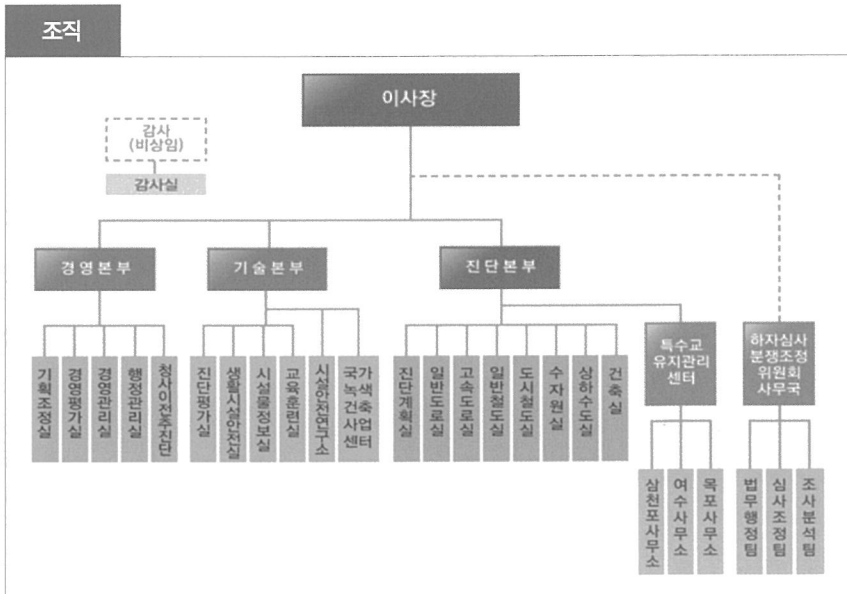 조직
이사장
감사
(비상임)
감사실
경영본부
기술본부
진단본부
특수교
유지관리
센터
하자심사
분쟁조정
위원회
사무국
기획조정실
경영평가실
경영관리실
행정관리실
청사이전추진단
진단평가실
생활시설안전실
시설물정보실
교육훈련실
시설안전연구소
국가
녹색
건축
사업
센터
진단계획실
일반도로실
고속도로실
일반철도실
도시철도실
수자원실
상하수도실
건축실
삼천포사무소
여수사무소
목포사무소
법무행정팀
심사조정팀
조사분석팀